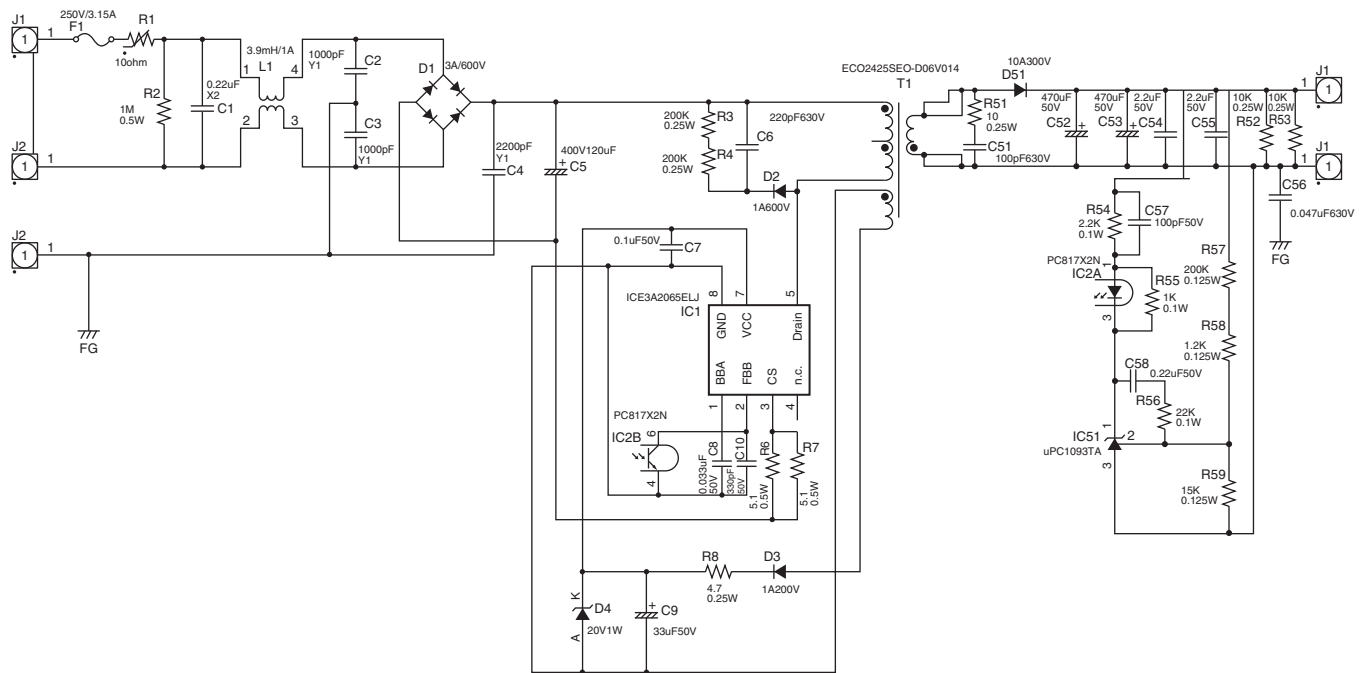 J1
1
1
250V/3.15A
F1
R1
10ohm
R2
1M
0.5W
0.22uF
X2
C1
3.9mH/1A
L1
1
4
2
3
1000pF
Y1
C2
C3
1000pF
Y1
D1
3A/600V
J2
1
1
J2
1
1
FG
2200pF
Y1
C4
400V120uF
+
C5
200K
0.25W
R3
200K
0.25W
R4
C6
220pF630V
D2
1A600V
ECO2425SEO-D06V014
T1
10A300V
D51
R51
10
0.25W
C51
100pF630V
470uF
50V
C52
+
470uF
50V
C53
+
2.2uF
50V
C54
2.2uF
50V
C55
10K
0.25W
R52
10K
0.25W
R53
J1
1
1
J1
1
1
C56
0.047uF630V
FG
R54
2.2K
0.1W
C57
100pF50V
PC817X2N
IC2A
1
3
R55
1K
0.1W
R57
200K
0.125W
R58
1.2K
0.125W
C58
0.22uF50V
R56
22K
0.1W
IC51
uPC1093TA
1
2
3
R59
15K
0.125W
0.1uF50V
C7
ICE3A2065ELJ
IC1
8
7
5
GND
VCC
Drain
BBA
FBB
CS
n.c.
1
2
3
4
PC817X2N
IC2B
6
4
C8
0.033uF
50V
C10
330pF
50V
R6
5.1
0.5W
R7
5.1
0.5W
R8
4.7
0.25W
D3
1A200V
K
A
D4
20V1W
+
C9
33uF50V